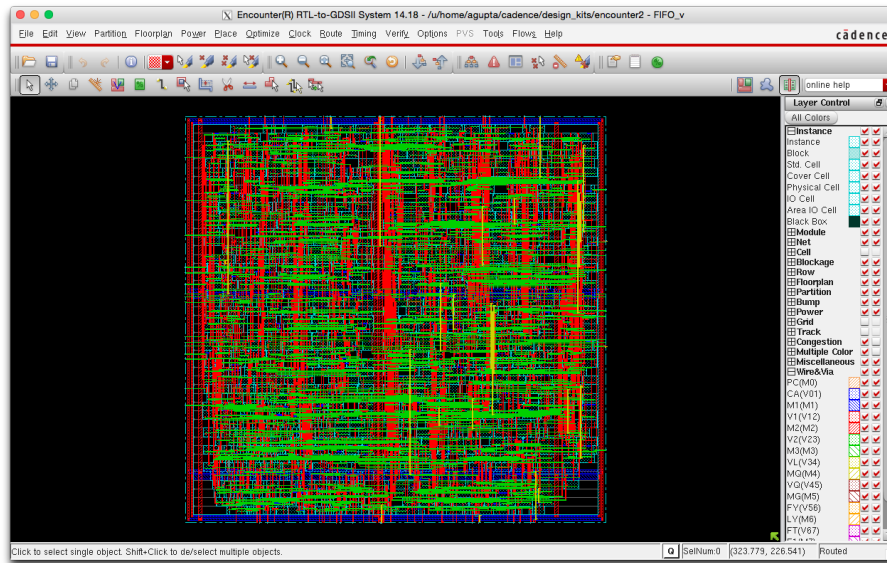 Encounter(R) RTL-to-GDSII System 14.18 - /u/home/agupta/cadence/design_kits/encounter2 - FIFO_v
File Edit View Partition Floorplan Power Place Optimize Clock Route Timing Verify Options PVS Tools Flows Help
cādence
online help
Layer Control
All Colors
Instance
Instance
Block
Std. Cell
Cover Cell
Physical Cell
IO Cell
Area IO Cell
Black Box
Module
Net
Cell
Blockage
Row
Floorplan
Partition
Bump
Power
Grid
Track
Congestion
Multiple Color
Miscellaneous
Wire&Via
PC(M0)
CA(V01)
M1(M1)
V1(V12)
M2(M2)
V2(V23)
M3(M3)
VL(V34)
MQ(M4)
VQ(V45)
MG(M5)
FY(V56)
LY(M6)
FT(V67)
Click to select single object. Shift+Click to de/select multiple objects.
Q SelNum:0 (323.779, 226.541) Routed